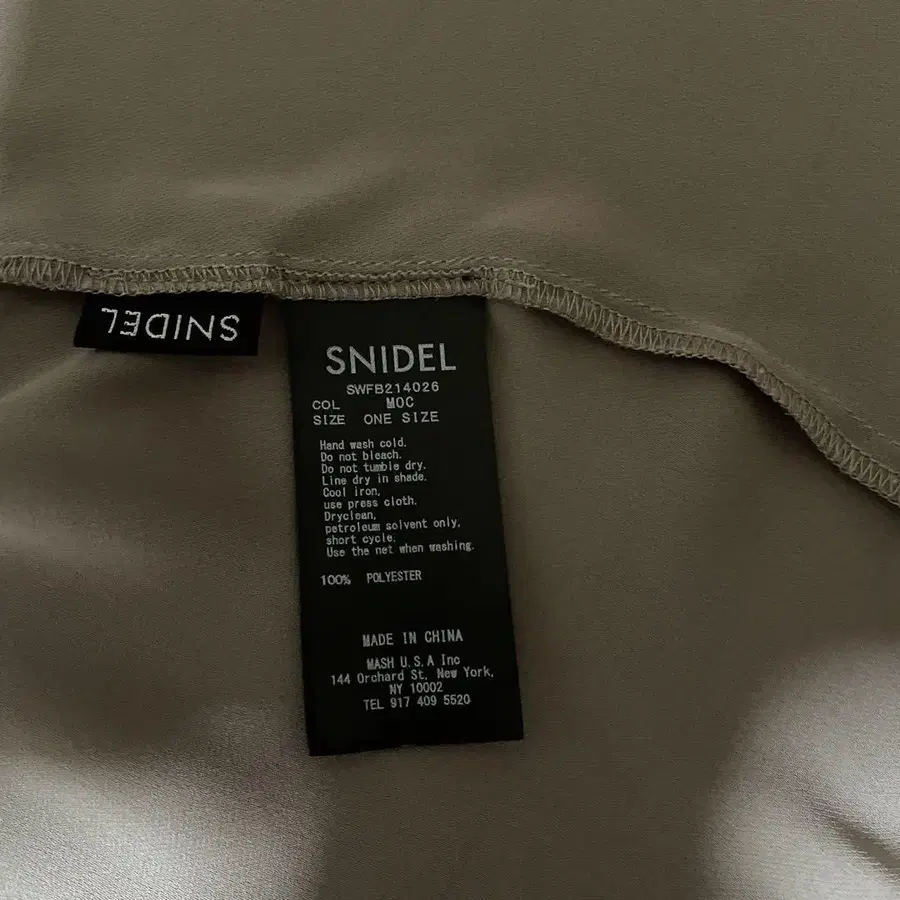 SNIDEL
SNIDEL
SWFB214026
COL MOC
SIZE ONE SIZE
Hand wash cold.
Do not bleach.
Do not tumble dry.
Line dry in shade.
Cool iron,
use press cloth.
Dryclean,
petroleum solvent only,
short cycle.
Use the net when washing.
100% POLYESTER
MADE IN CHINA
MASH U.S.A Inc
144 Orchard St, New York,
NY 10002
TEL 917 409 5520